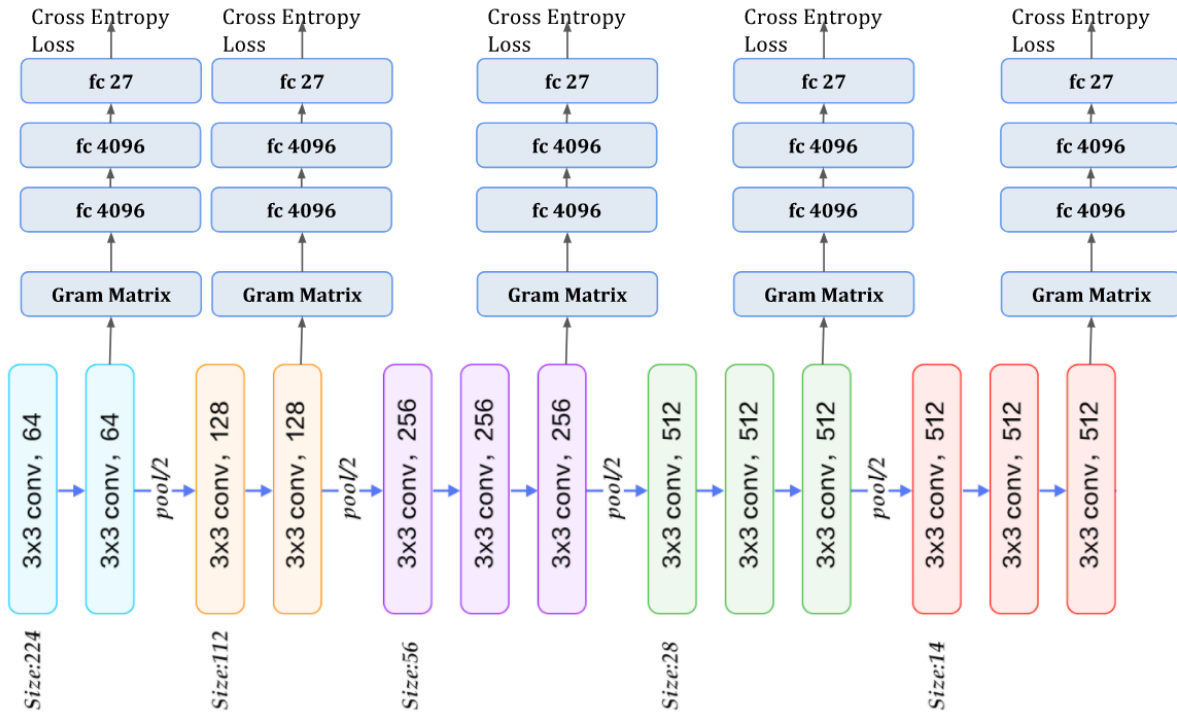 Cross Entropy
Loss
fc 27
fc 4096
fc 4096
Gram Matrix
Cross Entropy
Loss
fc 27
fc 4096
fc 4096
Gram Matrix
Cross Entropy
Loss
fc 27
fc 4096
fc 4096
Gram Matrix
Cross Entropy
Loss
fc 27
fc 4096
fc 4096
Gram Matrix
Cross Entropy
Loss
fc 27
fc 4096
fc 4096
Gram Matrix
3x3 conv, 64
3x3 conv, 64
pool/2
3x3 conv, 128
3x3 conv, 128
pool/2
3x3 conv, 256
3x3 conv, 256
3x3 conv, 256
pool/2
3x3 conv, 512
3x3 conv, 512
3x3 conv, 512
pool/2
3x3 conv, 512
3x3 conv, 512
3x3 conv, 512
Size:224
Size:112
Size:56
Size:28
Size:14